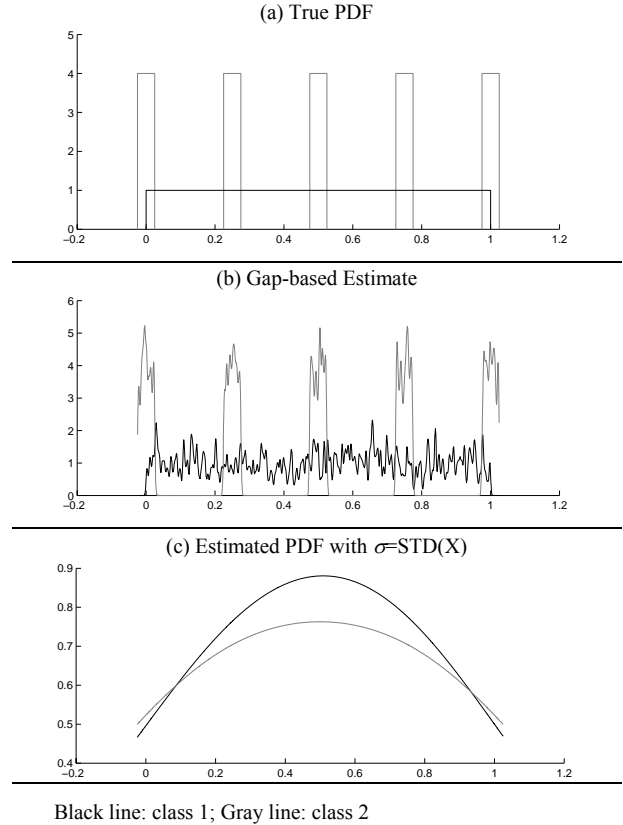 (a) True PDF
5
4
3
2
1
0
−0.2 0 0.2 0.4 0.6 0.8 1 1.2
(b) Gap-based Estimate
6
5
4
3
2
1
0
−0.2 0 0.2 0.4 0.6 0.8 1 1.2
(c) Estimated PDF with σ=STD(X)
0.9
0.8
0.7
0.6
0.5
0.4
−0.2 0 0.2 0.4 0.6 0.8 1 1.2
Black line: class 1; Gray line: class 2